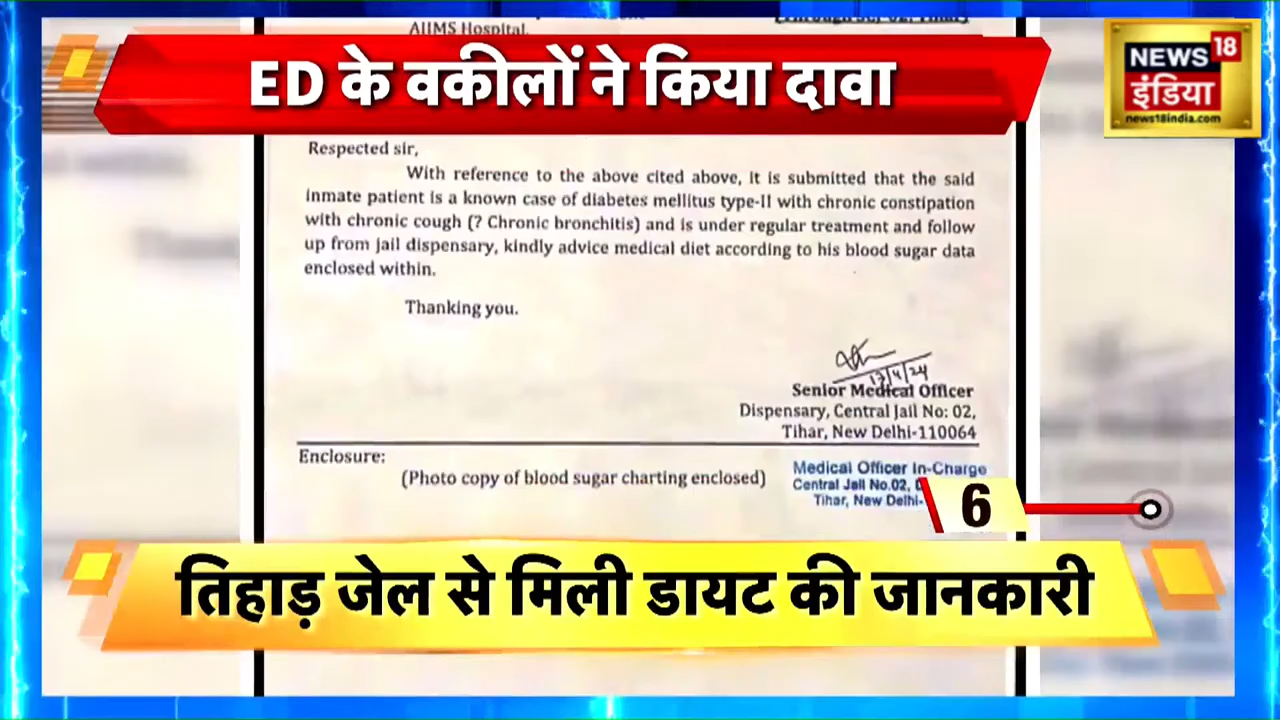 AIIMS Hospital,
ED के वकीलों ने किया दावा
NEWS 18
इंडिया
news18india.com
Respected sir,
With reference to the above cited above, it is submitted that the said
inmate patient is a known case of diabetes mellitus type-II with chronic constipation
with chronic cough (? Chronic bronchitis) and is under regular treatment and follow
up from jail dispensary, kindly advice medical diet according to his blood sugar data
enclosed within.
Thanking you.
13/4/24
Senior Medical Officer
Dispensary, Central Jail No: 02,
Tihar, New Delhi-110064
Enclosure:
(Photo copy of blood sugar charting enclosed)
Medical Officer In-Charge
Central Jail No.02,
Tihar, New Delhi-
6
तिहाड़ जेल से मिली डायट की जानकारी